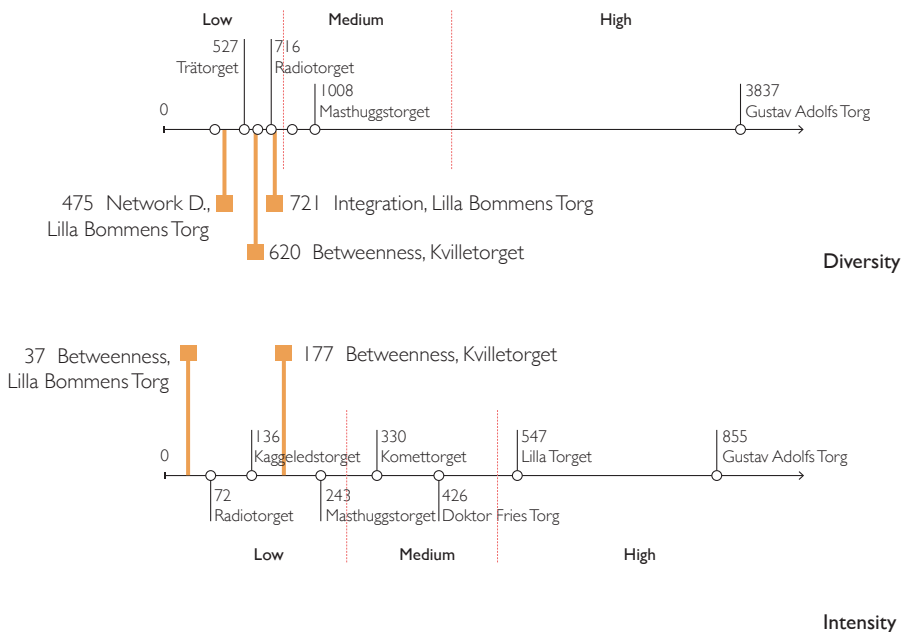 Low
Medium
High
527
Trätorget
716
Radiotorget
1008
Masthuggstorget
3837
Gustav Adolfs Torg
0
475 Network D.,
Lilla Bommens Torg
721 Integration, Lilla Bommens Torg
620 Betweenness, Kvilletorget
Diversity
37 Betweenness,
Lilla Bommens Torg
177 Betweenness, Kvilletorget
0
136
Kaggeledstorget
330
Komettorget
547
Lilla Torget
855
Gustav Adolfs Torg
72
Radiotorget
243
Masthuggstorget
426
Doktor Fries Torg
Low
Medium
High
Intensity